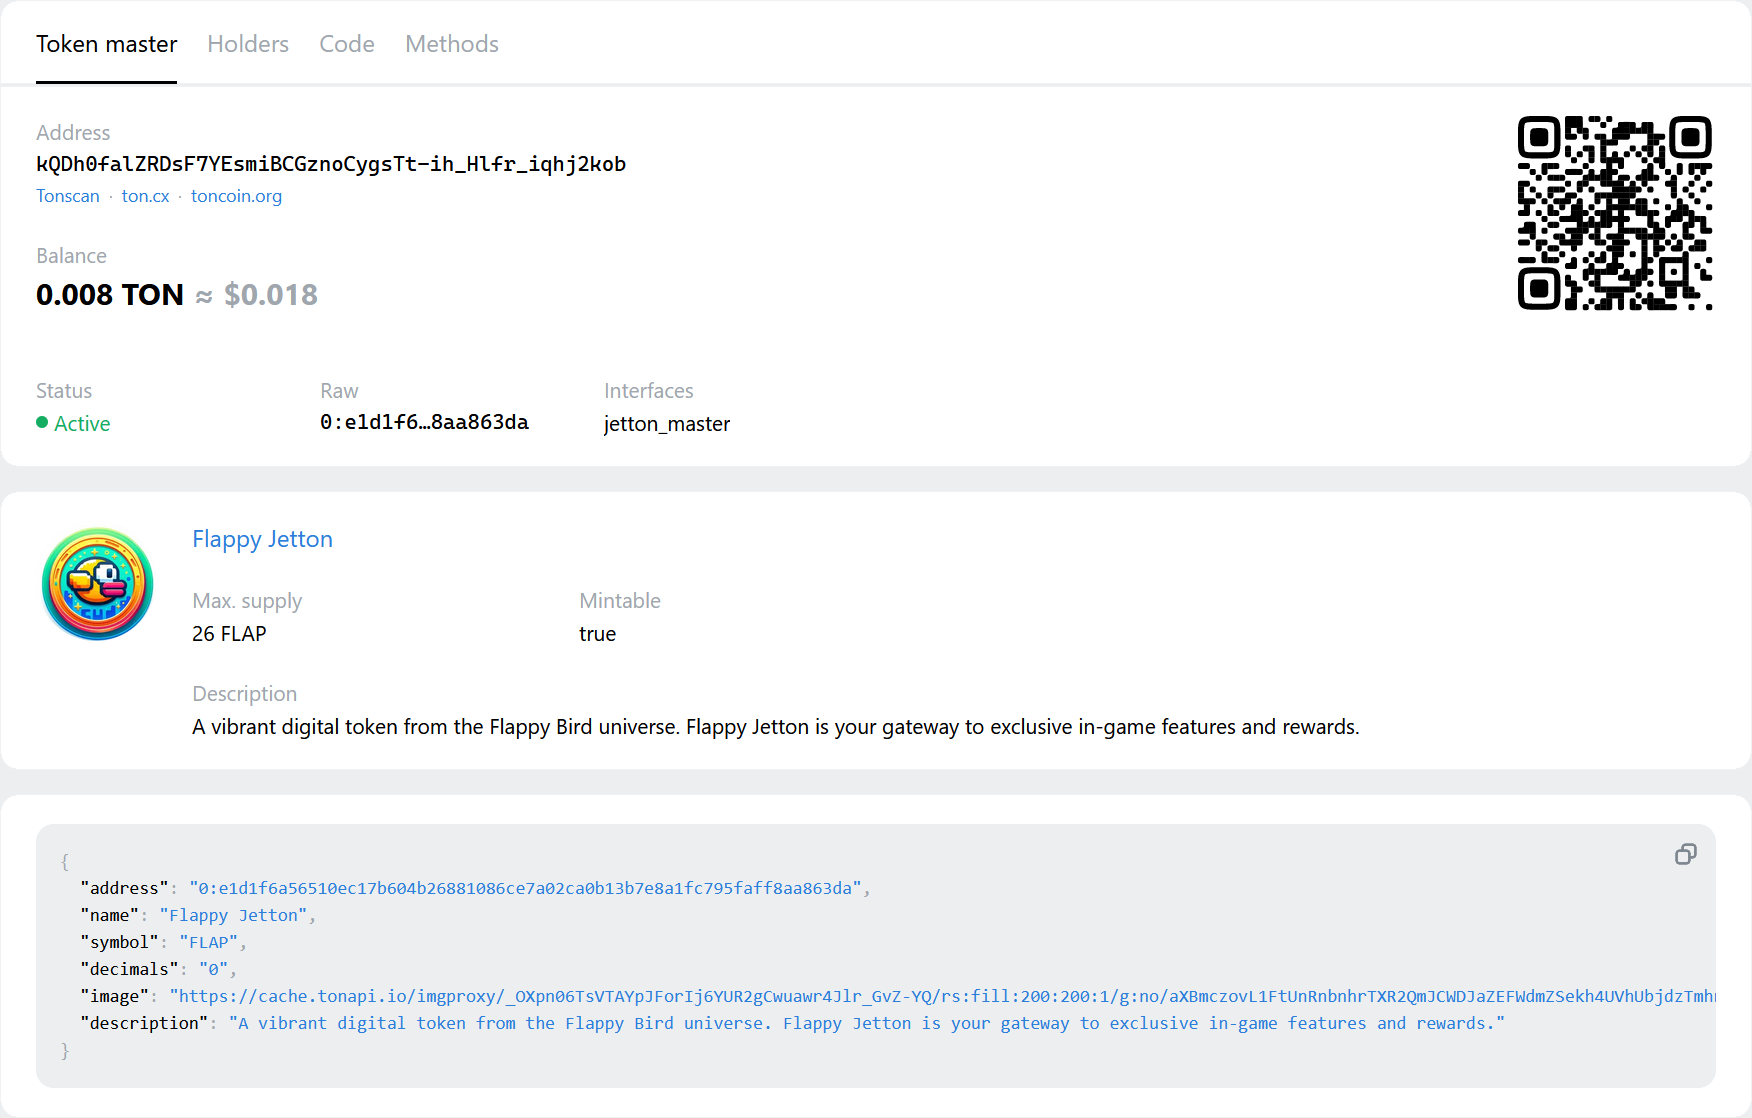 Token master
Holders
Code
Methods
Address
kQDh0falZRDsF7YEsmiBCGznoCygsTt-ih_Hlfr_iqhj2kob
Tonscan · ton.cx · toncoin.org
Balance
0.008 TON ≈ $0.018
Status
Raw
Interfaces
Active
0:e1d1f6…8aa863da
jetton_master
Flappy Jetton
Max. supply
Mintable
26 FLAP
true
Description
A vibrant digital token from the Flappy Bird universe. Flappy Jetton is your gateway to exclusive in-game features and rewards.
{
"address": "0:e1d1f6a56510ec17b604b26881086ce7a02ca0b13b7e8a1fc795faff8aa863da",
"name": "Flappy Jetton",
"symbol": "FLAP",
"decimals": "0",
"image": "https://cache.tonapi.io/imgproxy/_OXpn06TsVTAYpJForIj6YUR2gCwuawr4Jlr_GvZ-YQ/rs:fill:200:200:1/g:no/aXBmczovL1FtUnRnbnhrTXR2QmJCWDJaZEFWdmZSekh4UVhUbjdzTmh
"description": "A vibrant digital token from the Flappy Bird universe. Flappy Jetton is your gateway to exclusive in-game features and rewards."
}